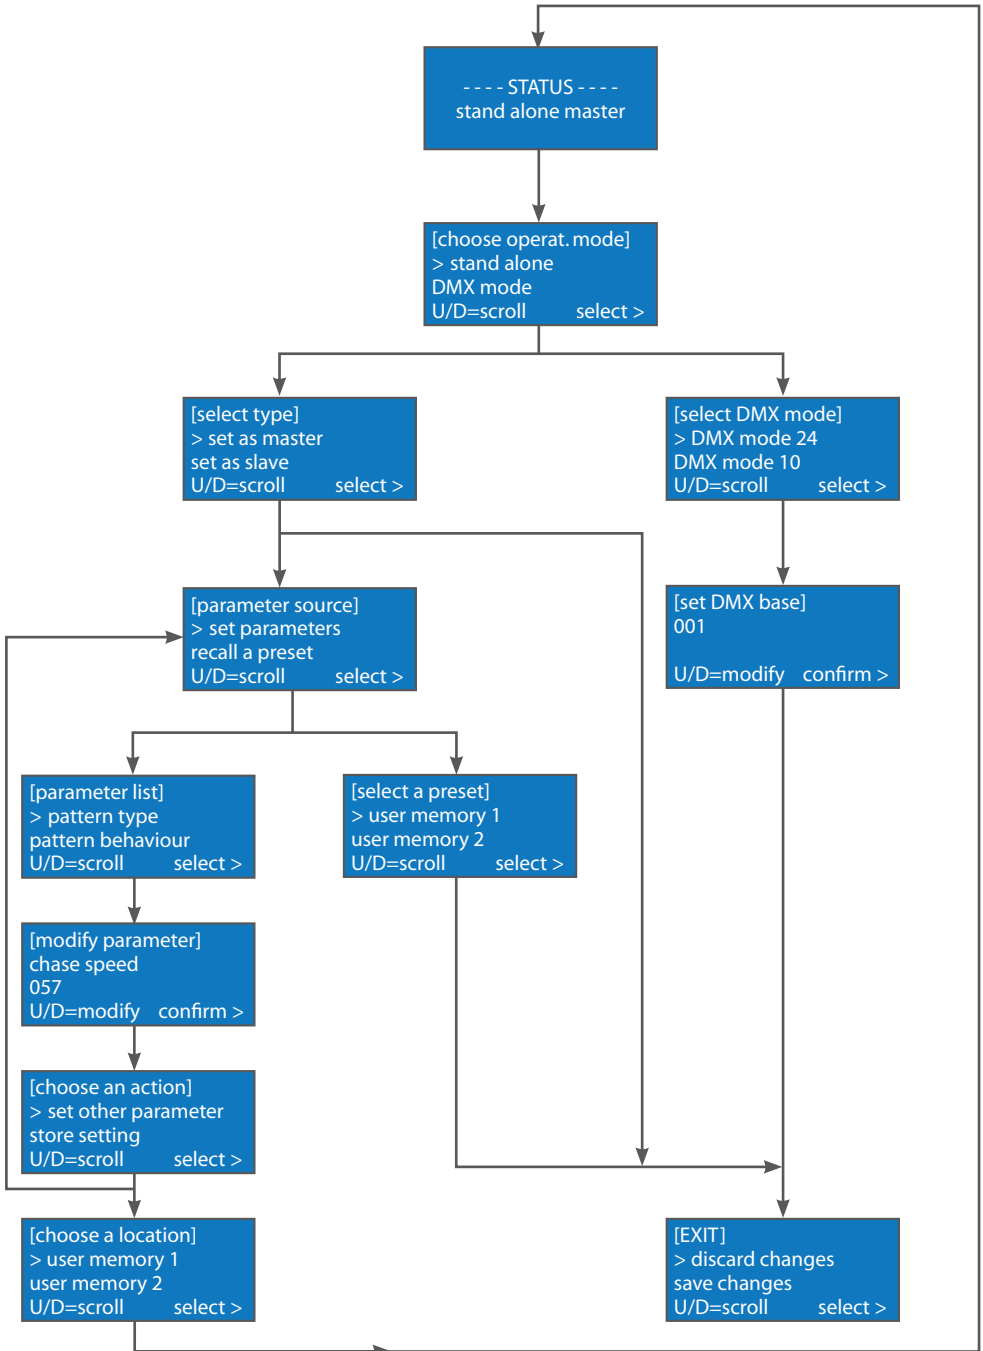 - - - - STATUS - - - -
stand alone master
[choose operat. mode]
> stand alone
DMX mode
U/D=scroll select >
[select type]
> set as master
set as slave
U/D=scroll select >
[select DMX mode]
> DMX mode 24
DMX mode 10
U/D=scroll select >
[parameter source]
> set parameters
recall a preset
U/D=scroll select >
[set DMX base]
001
U/D=modify confirm >
[parameter list]
> pattern type
pattern behaviour
U/D=scroll select >
[select a preset]
> user memory 1
user memory 2
U/D=scroll select >
[modify parameter]
chase speed
057
U/D=modify confirm >
[choose an action]
> set other parameter
store setting
U/D=scroll select >
[choose a location]
> user memory 1
user memory 2
U/D=scroll select >
[EXIT]
> discard changes
save changes
U/D=scroll select >